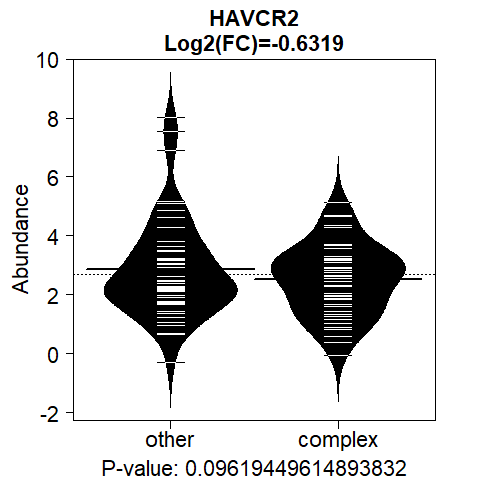 HAVCR2
Log2(FC)=-0.6319
10
8
6
4
2
0
-2
Abundance
other complex
P-value: 0.09619449614893832